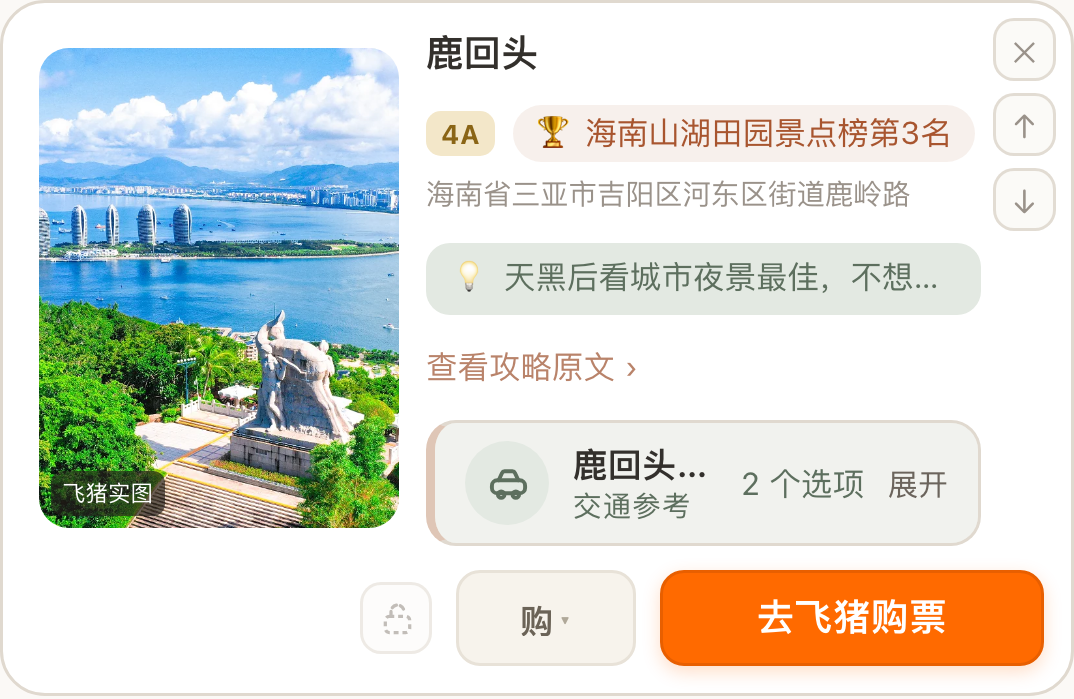 鹿回头
4A
海南山湖田园景点榜第3名
海南省三亚市吉阳区河东区街道鹿岭路
天黑后看城市夜景最佳，不想...
查看攻略原文 ›
鹿回头...
交通参考
2 个选项 展开
飞猪实图
购
去飞猪购票